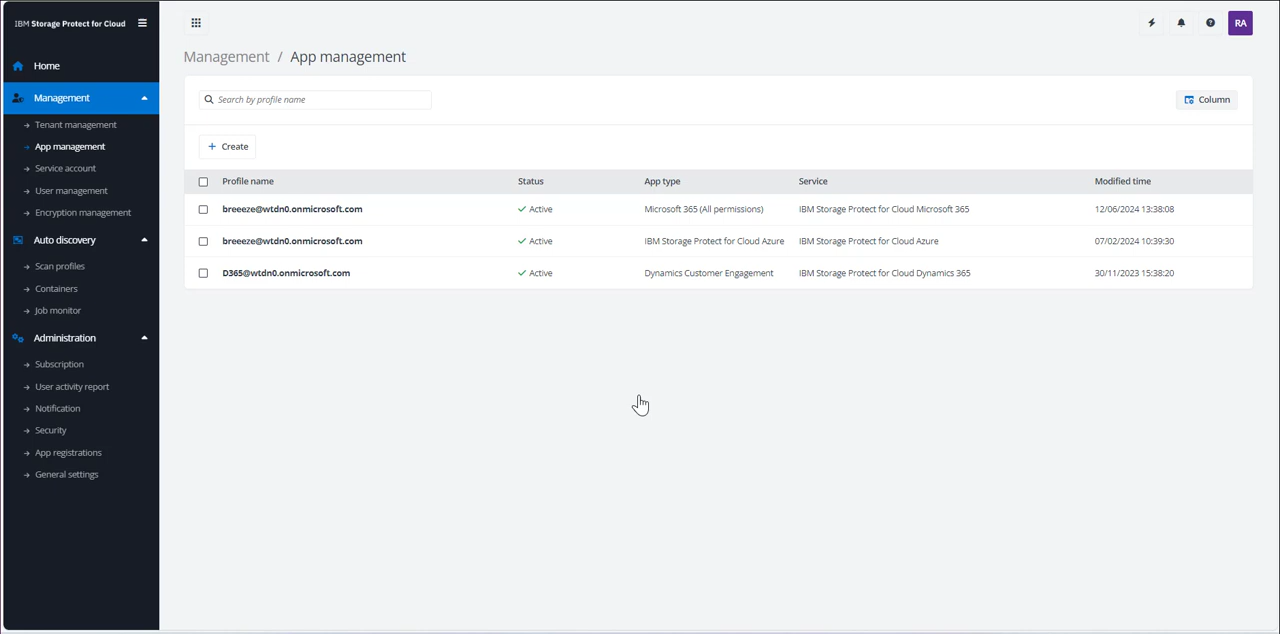 IBM Storage Protect for Cloud
RA
Home
Management
Tenant management
App management
Service account
User management
Encryption management
Auto discovery
Scan profiles
Containers
Job monitor
Administration
Subscription
User activity report
Notification
Security
App registrations
General settings
Management / App management
Search by profile name
Column
+ Create
Profile name Status App type Service Modified time
breeeze@wtdn0.onmicrosoft.com Active Microsoft 365 (All permissions) IBM Storage Protect for Cloud Microsoft 365 12/06/2024 13:38:08
breeeze@wtdn0.onmicrosoft.com Active IBM Storage Protect for Cloud Azure IBM Storage Protect for Cloud Azure 07/02/2024 10:39:30
D365@wtdn0.onmicrosoft.com Active Dynamics Customer Engagement IBM Storage Protect for Cloud Dynamics 365 30/11/2023 15:38:20